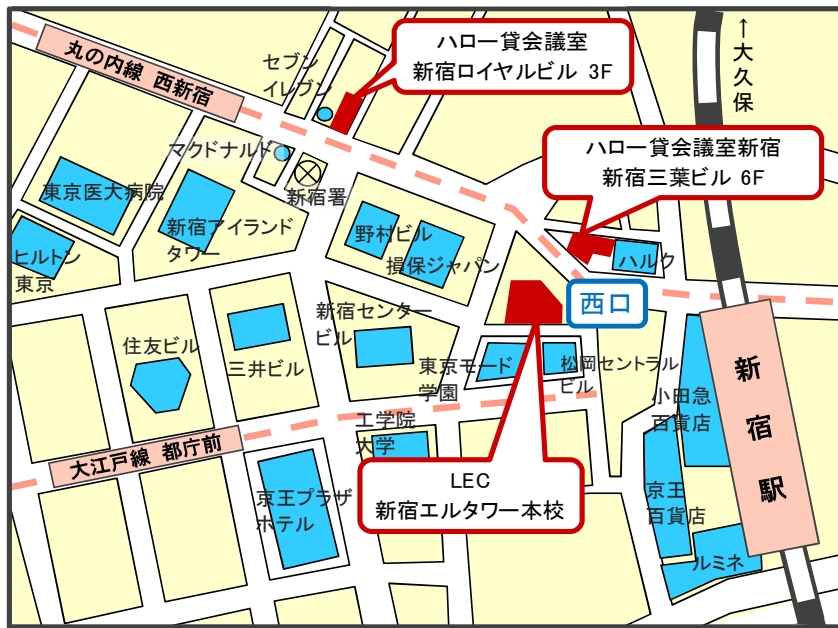 丸の内線 西新宿
セブン
イレブン
ハロー貸会議室
新宿ロイヤルビル 3F
↑大久保
マクドナルド
新宿署
ハロー貸会議室新宿
新宿三葉ビル 6F
東京医大病院
新宿アイランド
タワー
野村ビル
損保ジャパン
ハルク
ヒルトン
東京
西口
新宿センター
ビル
住友ビル
三井ビル
東京モード
学園
松岡セントラル
ビル
小田急
百貨店
新宿駅
工学院
大学
大江戸線 都庁前
LEC
新宿エルタワー本校
京王プラザ
ホテル
京王
百貨店
ルミネ